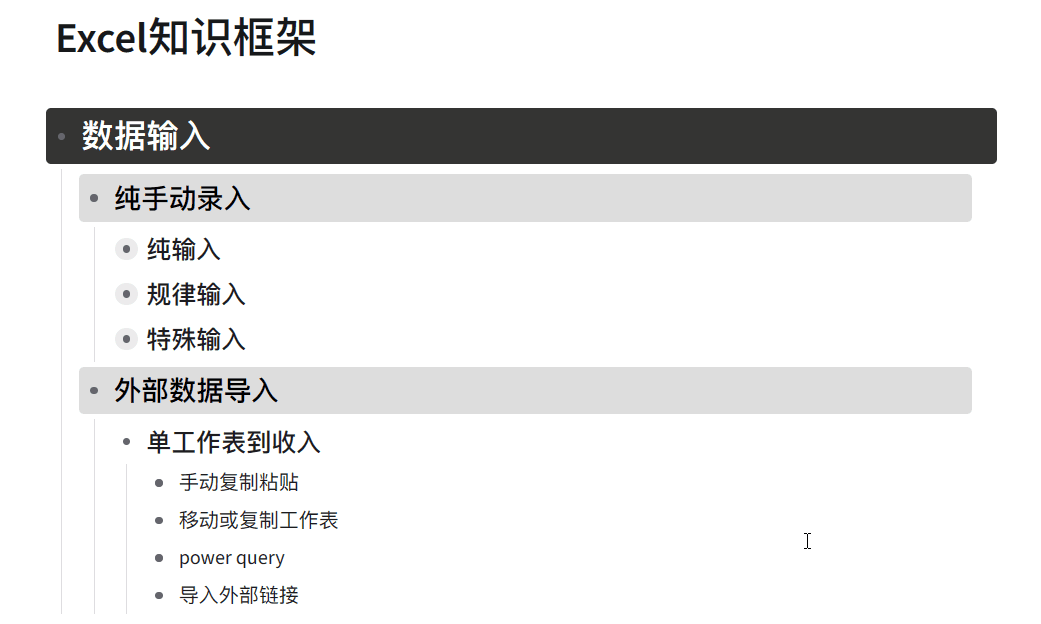 Excel知识框架
数据输入
纯手动录入
纯输入
规律输入
特殊输入
外部数据导入
单工作表到收入
手动复制粘贴
移动或复制工作表
power query
导入外部链接